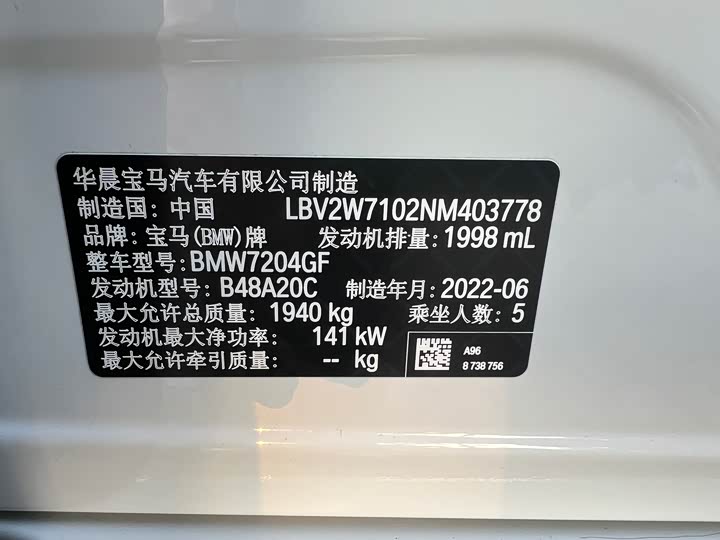 华晨宝马汽车有限公司制造
制造国: 中国 LBV2W7102NM403778
品牌: 宝马(BMW)牌 发动机排量: 1998 mL
整车型号: BMW7204GF
发动机型号: B48A20C 制造年月: 2022-06
最大允许总质量: 1940 kg 乘坐人数: 5
发动机最大净功率: 141 kW
最大允许牵引质量: -- kg
A96
8 738 756